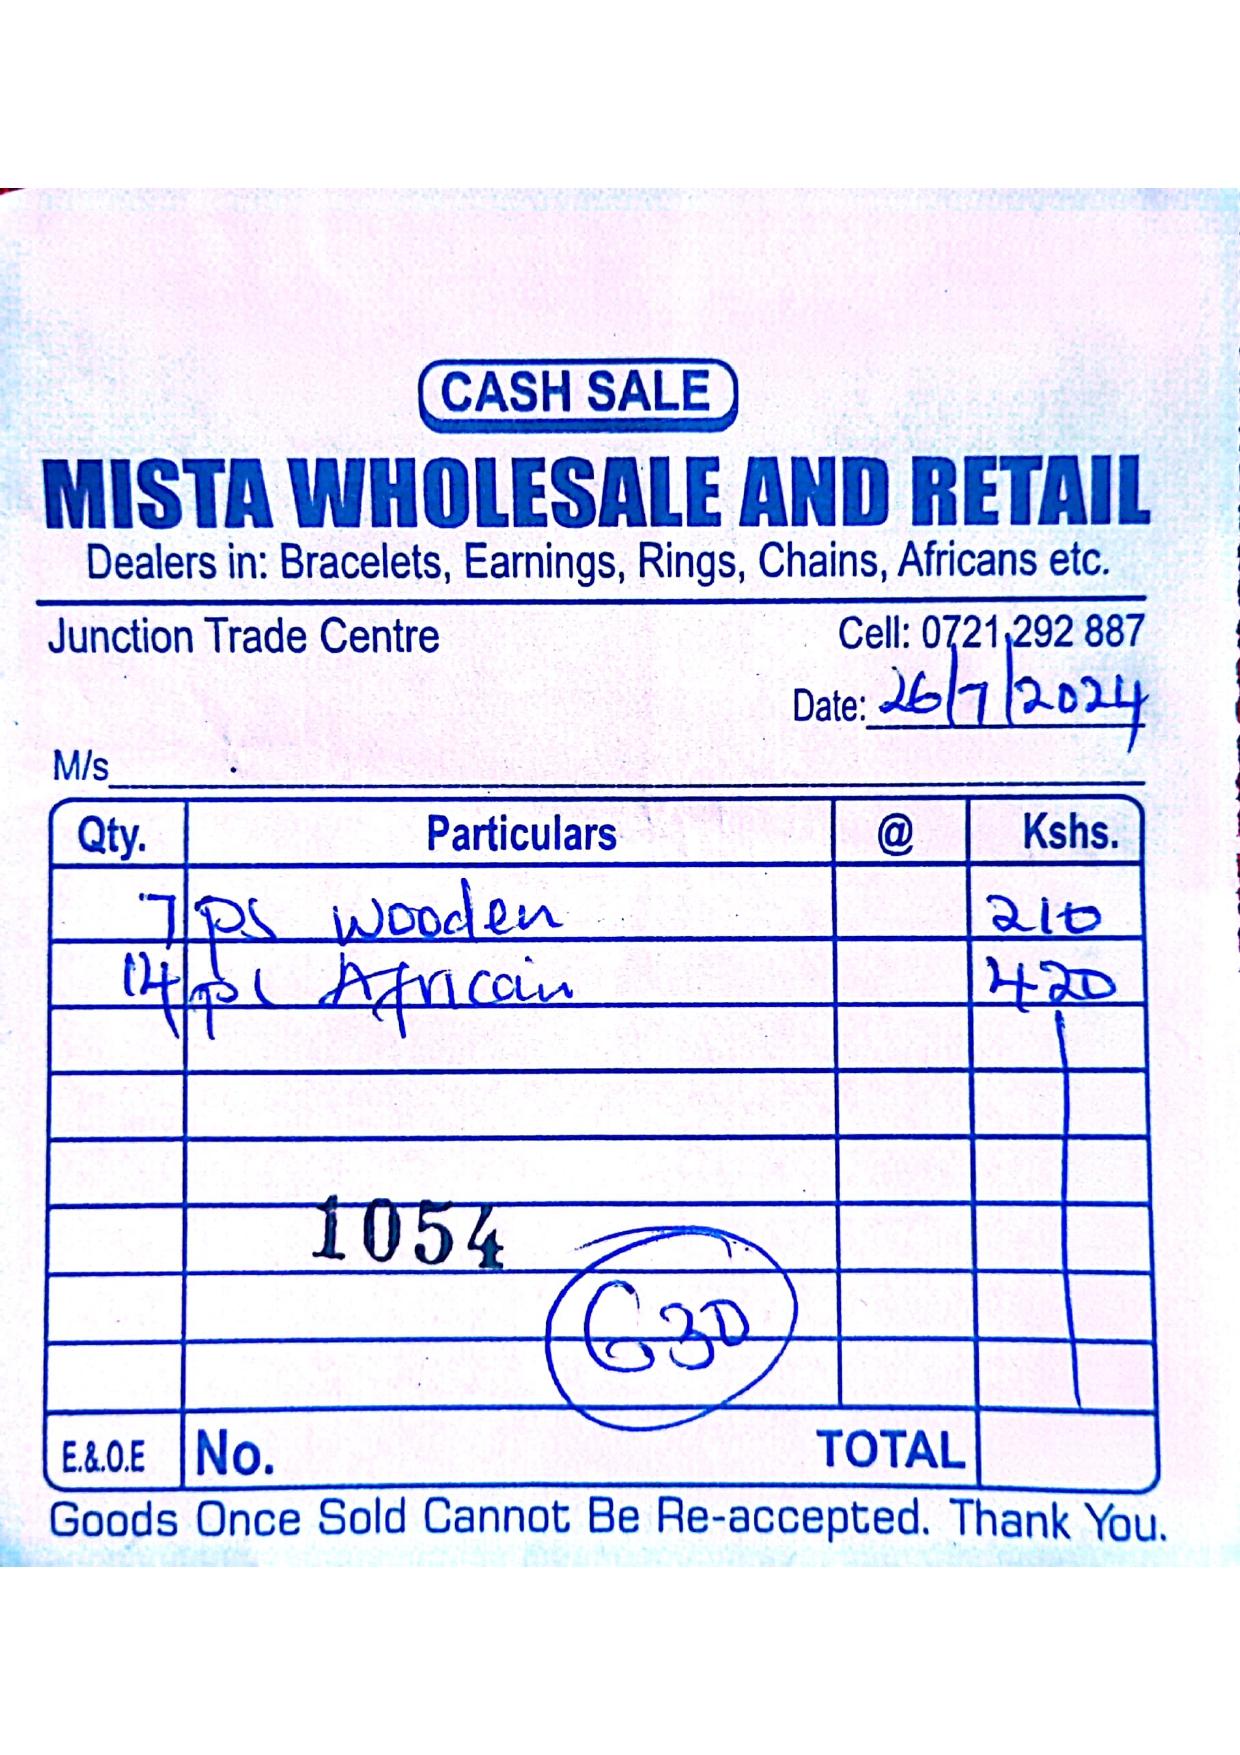 CASH SALE
MISTA WHOLESALE AND RETAIL
Dealers in: Bracelets, Earnings, Rings, Chains, Africans etc.
Junction Trade Centre Cell: 0721 292 887
Date: 26/7/2024
M/s
Qty. Particulars @ Kshs.
7 ps wooden 210
14 ps African 420
1054
630
E.&.O.E No. TOTAL
Goods Once Sold Cannot Be Re-accepted. Thank You.